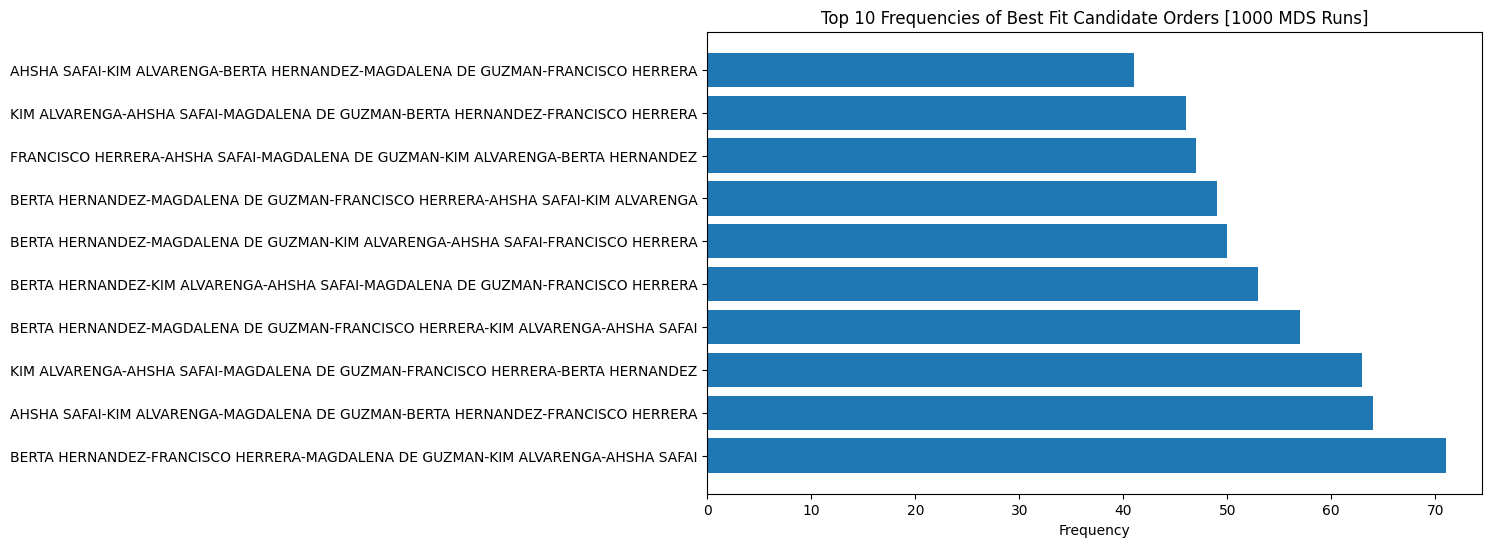 Top 10 Frequencies of Best Fit Candidate Orders [1000 MDS Runs]
AHSHA SAFAI-KIM ALVARENGA-BERTA HERNANDEZ-MAGDALENA DE GUZMAN-FRANCISCO HERRERA
KIM ALVARENGA-AHSHA SAFAI-MAGDALENA DE GUZMAN-BERTA HERNANDEZ-FRANCISCO HERRERA
FRANCISCO HERRERA-AHSHA SAFAI-MAGDALENA DE GUZMAN-KIM ALVARENGA-BERTA HERNANDEZ
BERTA HERNANDEZ-MAGDALENA DE GUZMAN-FRANCISCO HERRERA-AHSHA SAFAI-KIM ALVARENGA
BERTA HERNANDEZ-MAGDALENA DE GUZMAN-KIM ALVARENGA-AHSHA SAFAI-FRANCISCO HERRERA
BERTA HERNANDEZ-KIM ALVARENGA-AHSHA SAFAI-MAGDALENA DE GUZMAN-FRANCISCO HERRERA
BERTA HERNANDEZ-MAGDALENA DE GUZMAN-FRANCISCO HERRERA-KIM ALVARENGA-AHSHA SAFAI
KIM ALVARENGA-AHSHA SAFAI-MAGDALENA DE GUZMAN-FRANCISCO HERRERA-BERTA HERNANDEZ
AHSHA SAFAI-KIM ALVARENGA-MAGDALENA DE GUZMAN-BERTA HERNANDEZ-FRANCISCO HERRERA
BERTA HERNANDEZ-FRANCISCO HERRERA-MAGDALENA DE GUZMAN-KIM ALVARENGA-AHSHA SAFAI
0 10 20 30 40 50 60 70
Frequency